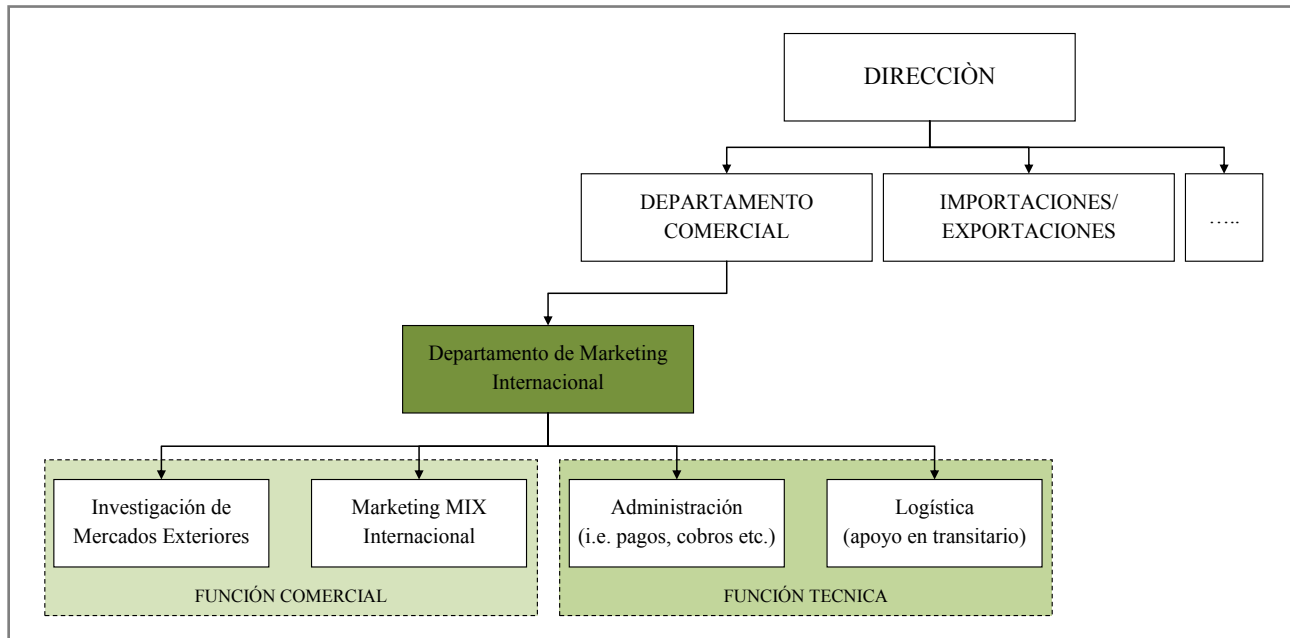 DIRECCIÒN
DEPARTAMENTO
COMERCIAL
IMPORTACIONES/
EXPORTACIONES
…..
Departamento de Marketing
Internacional
Investigación de
Mercados Exteriores
Marketing MIX
Internacional
Administración
(i.e. pagos, cobros etc.)
Logística
(apoyo en transitario)
FUNCIÓN COMERCIAL
FUNCIÓN TECNICA